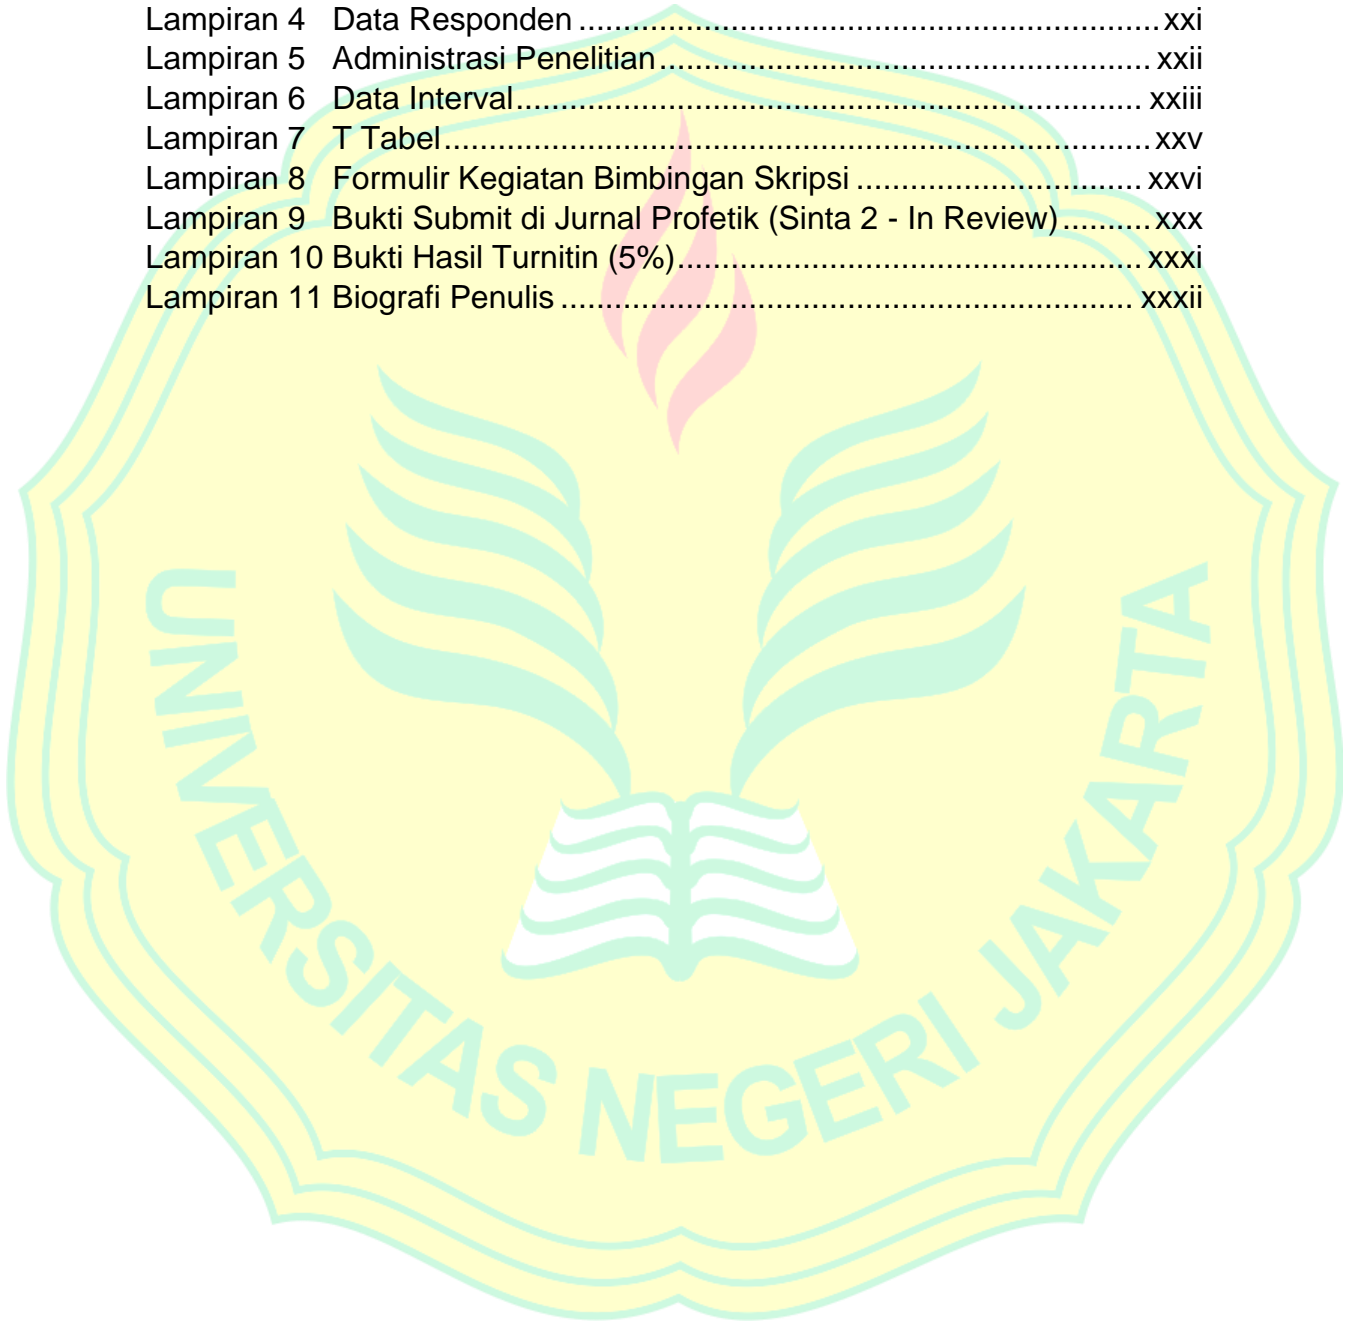 Lampiran 4 Data Responden ................................................................. xxi
Lampiran 5 Administrasi Penelitian ....................................................... xxii
Lampiran 6 Data Interval ...................................................................... xxiii
Lampiran 7 T Tabel ............................................................................... xxv
Lampiran 8 Formulir Kegiatan Bimbingan Skripsi ................................ xxvi
Lampiran 9 Bukti Submit di Jurnal Profetik (Sinta 2 - In Review) .......... xxx
Lampiran 10 Bukti Hasil Turnitin (5%) .................................................... xxxi
Lampiran 11 Biografi Penulis ................................................................ xxxii
UNIVERSITAS NEGERI JAKARTA